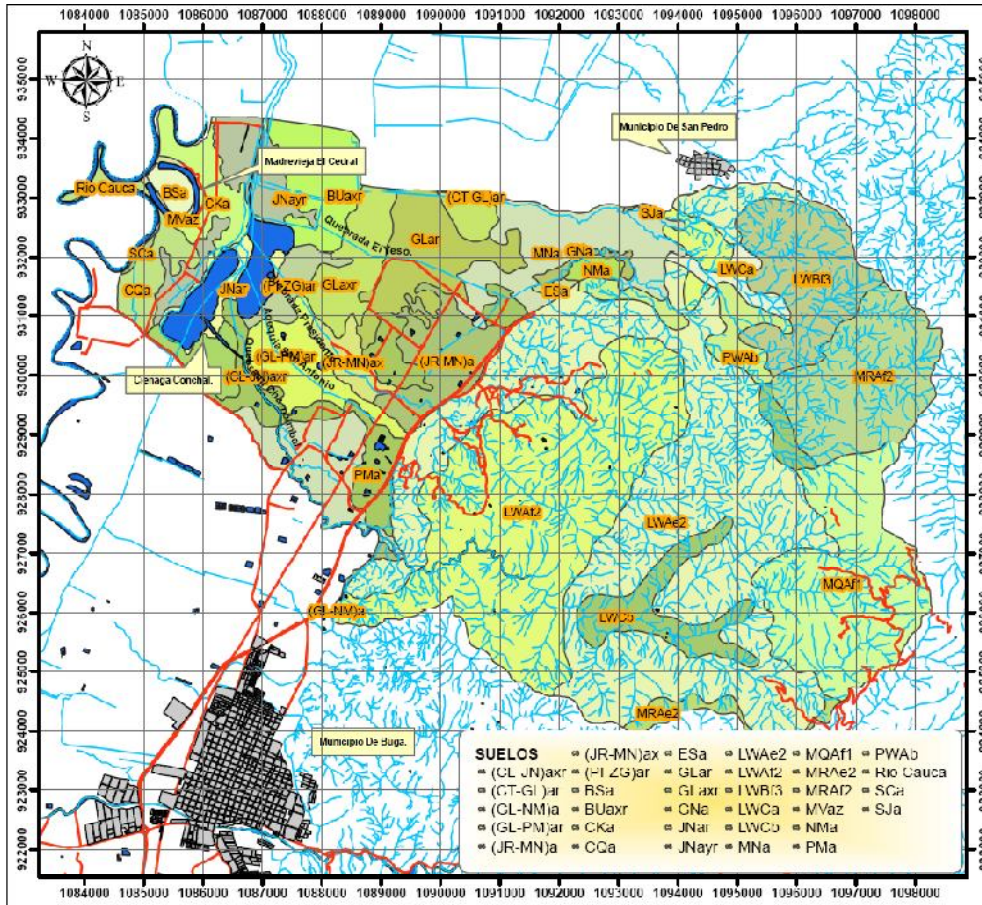 1084000 1085000 1086000 1087000 1088000 1089000 1090000 1091000 1092000 1093000 1094000 1095000 1096000 1097000 1098000
N
W E
S
935000
934000
933000
932000
931000
930000
929000
928000
927000
926000
925000
924000
923000
922000
Municipio De San Pedro
Madrevieja El Cedral
Rio Cauca
BSa
MVaz
CKa
JNayr
BUaxr
(CT-GL)ar
SJa
SCa
Quebrada El Yeso.
GLar
MNa
GNa
NMa
LWCa
LWBf3
CQa
JNar
(PI-ZG)ar
GLaxr
ESa
(GL-PM)ar
(JR-MN)ax
(JR-MN)a
PWAb
MRAf2
Cienaga Conchal.
(GL-JN)axr
PMa
LWAf2
LWAe2
MQAf1
(GL-NM)a
LWCb
MRAe2
Municipio De Buga.
SUELOS
(GL-JN)axr
(CT-GL)ar
(GL-NM)a
(GL-PM)ar
(JR-MN)a
(JR-MN)ax
(PI-ZG)ar
BSa
BUaxr
CKa
CQa
ESa
GLar
GLaxr
GNa
JNar
JNayr
LWAe2
LWAf2
LWBf3
LWCa
LWCb
MNa
MQAf1
MRAe2
MRAf2
MVaz
NMa
PMa
PWAb
Rio Cauca
SCa
SJa
1084000 1085000 1086000 1087000 1088000 1089000 1090000 1091000 1092000 1093000 1094000 1095000 1096000 1097000 1098000